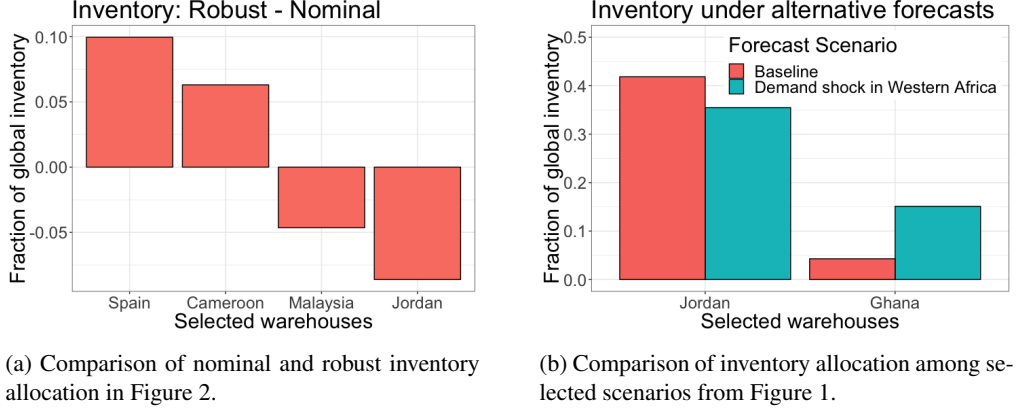 Inventory: Robust - Nominal
Fraction of global inventory
0.10
0.05
0.00
-0.05
Spain Cameroon Malaysia Jordan
Selected warehouses
(a) Comparison of nominal and robust inventory
allocation in Figure 2.
Inventory under alternative forecasts
Fraction of global inventory
0.5
0.4
0.3
0.2
0.1
0.0
Forecast Scenario
Baseline
Demand shock in Western Africa
Jordan Ghana
Selected warehouses
(b) Comparison of inventory allocation among se-
lected scenarios from Figure 1.